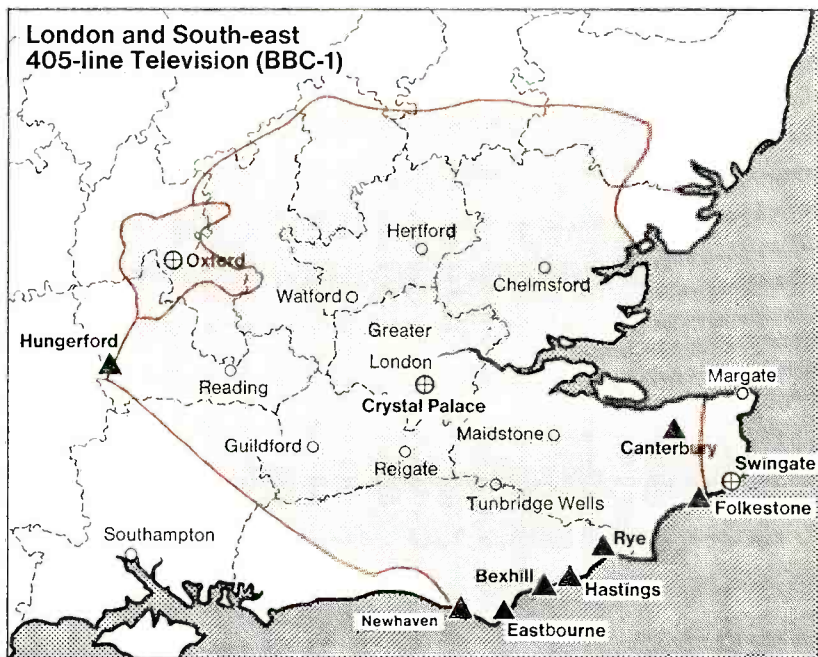 London and South-east
405-line Television (BBC-1)
Hertford
Oxford
Chelmsford
Watford
Greater
London
Hungerford
Reading
Crystal Palace
Margate
Guildford
Reigate
Maidstone
Canterbury
Swingate
Tunbridge Wells
Folkestone
Southampton
Rye
Bexhill
Hastings
Newhaven
Eastbourne